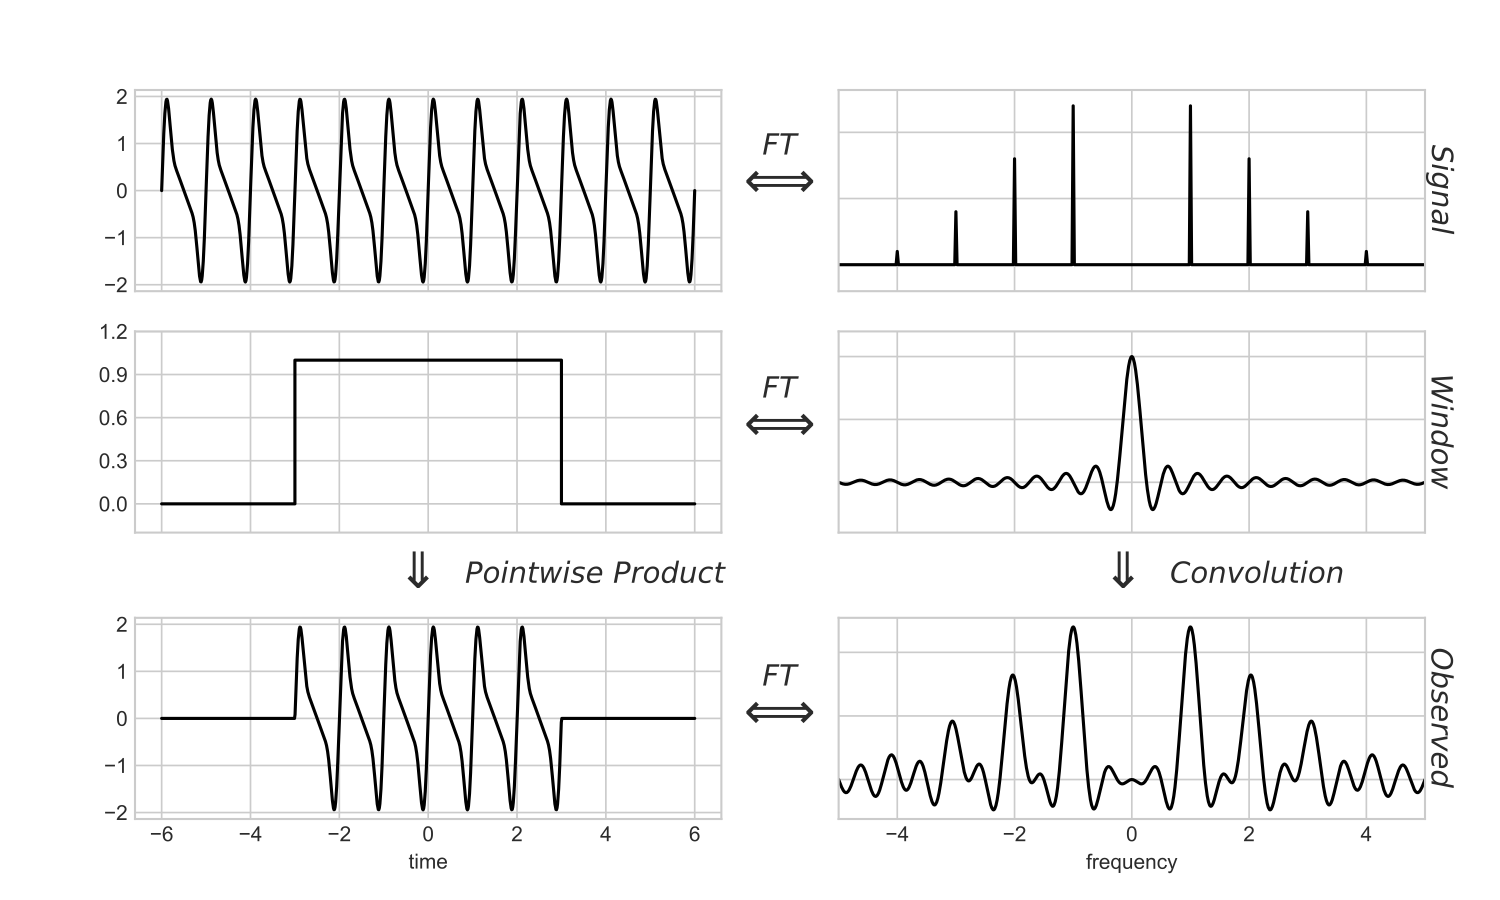 2
1
0
−1
−2
FT
⟺
Signal
1.2
0.9
0.6
0.3
0.0
FT
⟺
Window
⇓ Pointwise Product
⇓ Convolution
2
1
0
−1
−2
FT
⟺
Observed
−6 −4 −2 0 2 4 6
time
−4 −2 0 2 4
frequency